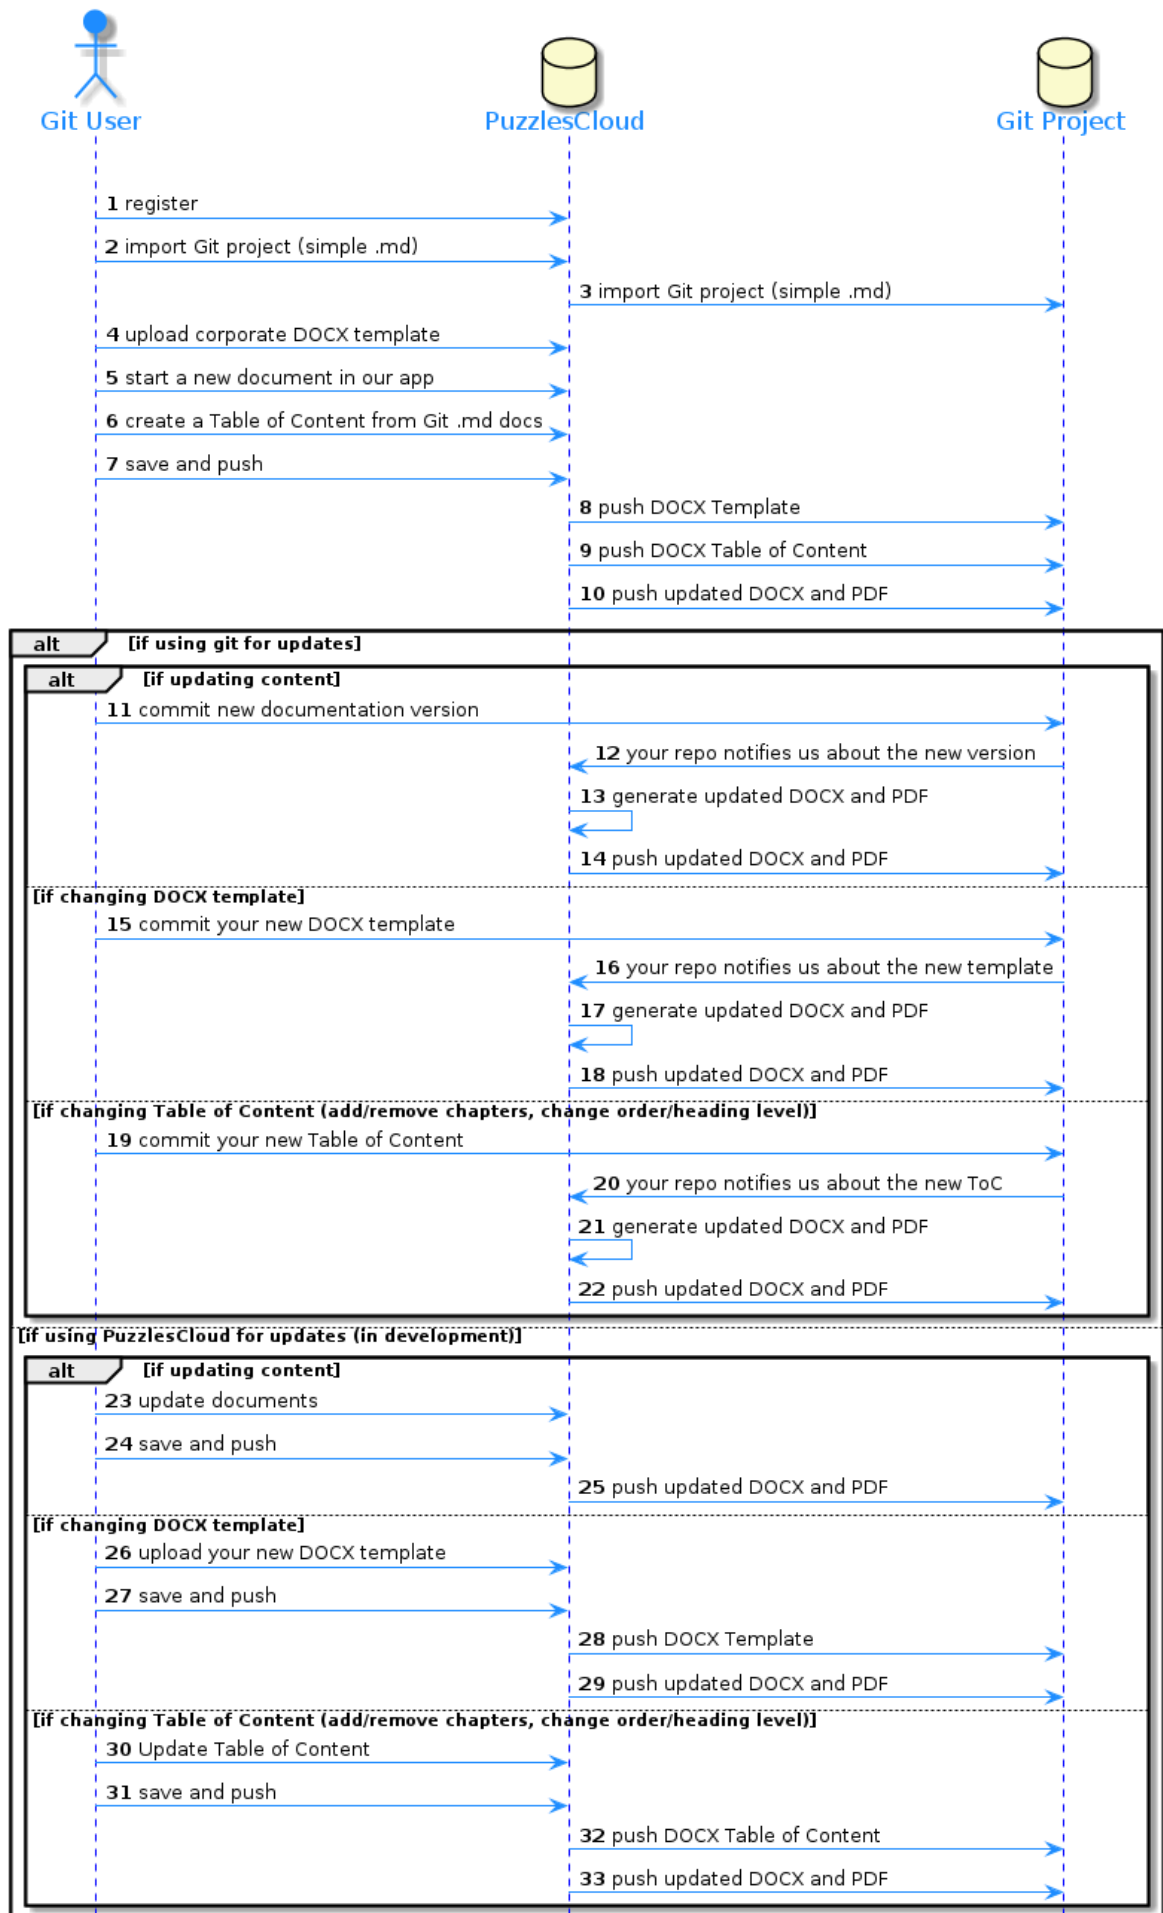 Git User
PuzzlesCloud
Git Project
1 register
2 import Git project (simple .md)
3 import Git project (simple .md)
4 upload corporate DOCX template
5 start a new document in our app
6 create a Table of Content from Git .md docs
7 save and push
8 push DOCX Template
9 push DOCX Table of Content
10 push updated DOCX and PDF
alt [if using git for updates]
alt [if updating content]
11 commit new documentation version
12 your repo notifies us about the new version
13 generate updated DOCX and PDF
14 push updated DOCX and PDF
[if changing DOCX template]
15 commit your new DOCX template
16 your repo notifies us about the new template
17 generate updated DOCX and PDF
18 push updated DOCX and PDF
[if changing Table of Content (add/remove chapters, change order/heading level)]
19 commit your new Table of Content
20 your repo notifies us about the new ToC
21 generate updated DOCX and PDF
22 push updated DOCX and PDF
[if using PuzzlesCloud for updates (in development)]
alt [if updating content]
23 update documents
24 save and push
25 push updated DOCX and PDF
[if changing DOCX template]
26 upload your new DOCX template
27 save and push
28 push DOCX Template
29 push updated DOCX and PDF
[if changing Table of Content (add/remove chapters, change order/heading level)]
30 Update Table of Content
31 save and push
32 push DOCX Table of Content
33 push updated DOCX and PDF